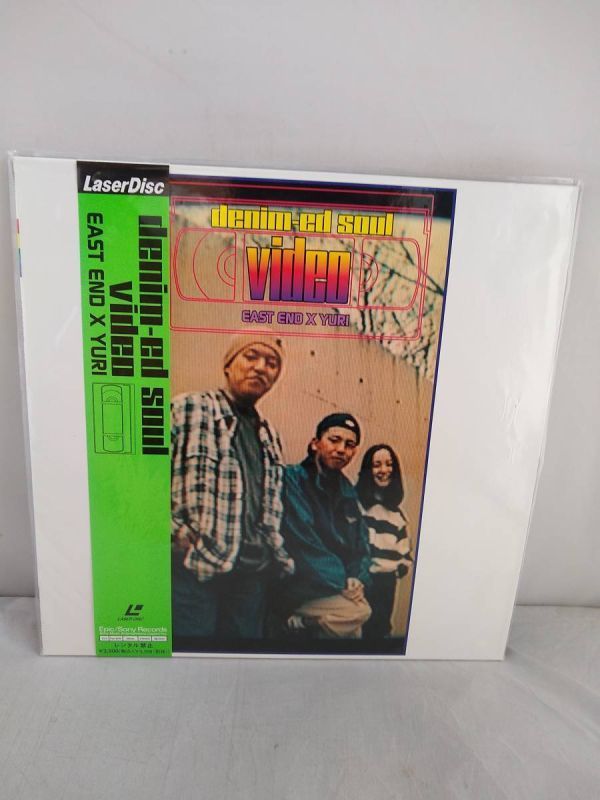 LaserDisc
denim-ed soul
Video
EAST END X YURI
LASERDISC
Epic/Sony Records
レンタル禁止
denim-ed soul
video
EAST END X YURI